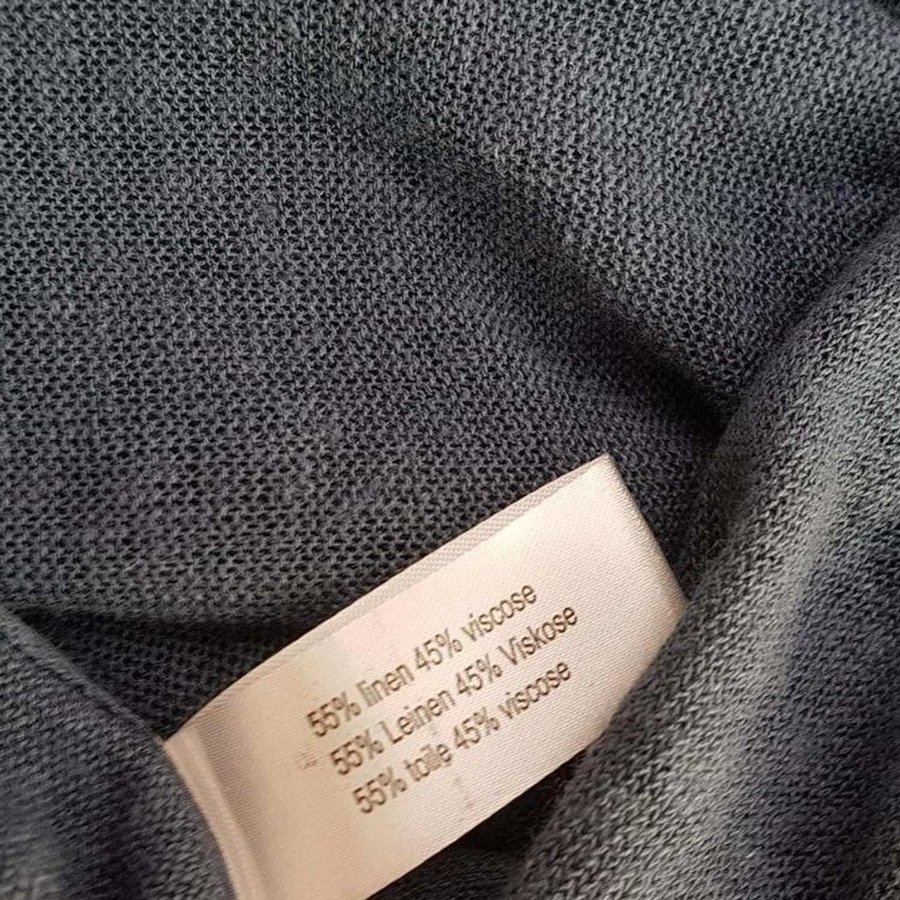 55% linen 45% viscose
55% Leinen 45% Viskose
55% toile 45% viscose